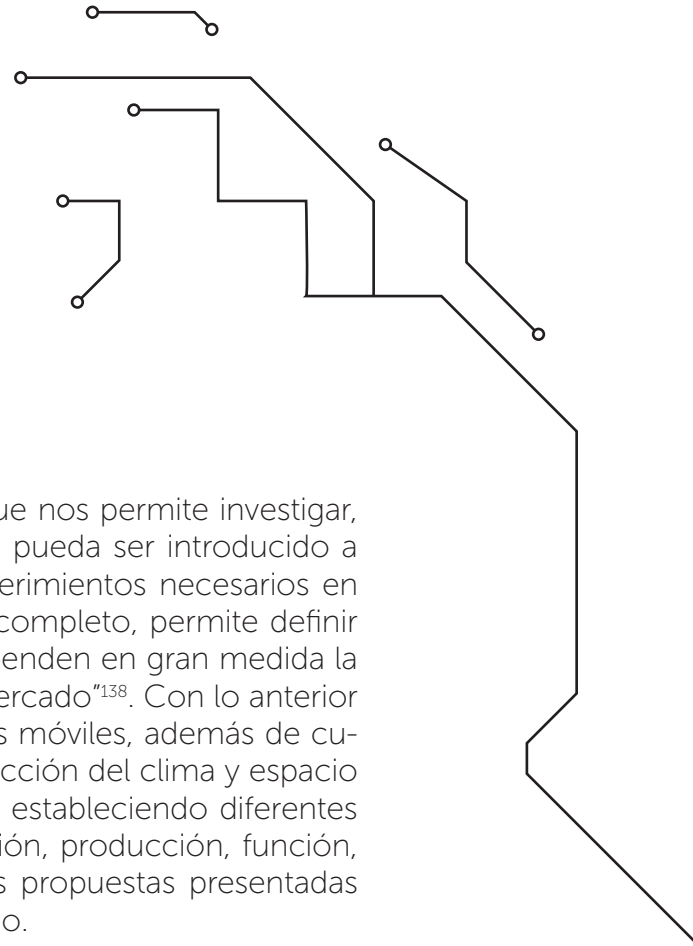 ue nos permite investigar,
pueda ser introducido a
erimientos necesarios en
completo, permite definir
enden en gran medida la
ercado”138. Con lo anterior
s móviles, además de cu-
cción del clima y espacio
estableciendo diferentes
ión, producción, función,
s propuestas presentadas
o.